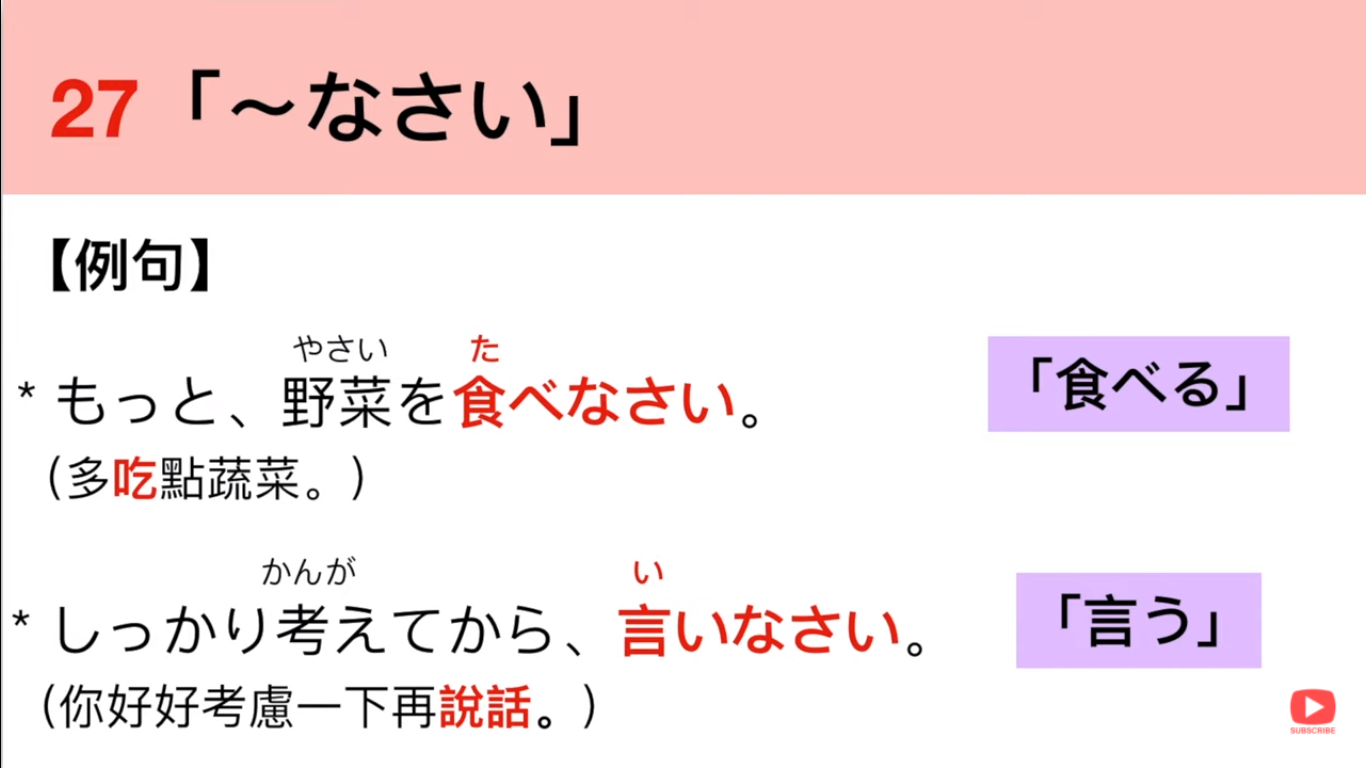 27「～なさい」
【例句】
やさい た
* もっと、野菜を食べなさい。
「食べる」
（多吃點蔬菜。）
かんが い
* しっかり考えてから、言いなさい。
「言う」
（你好好考慮一下再說話。）
SUBSCRIBE